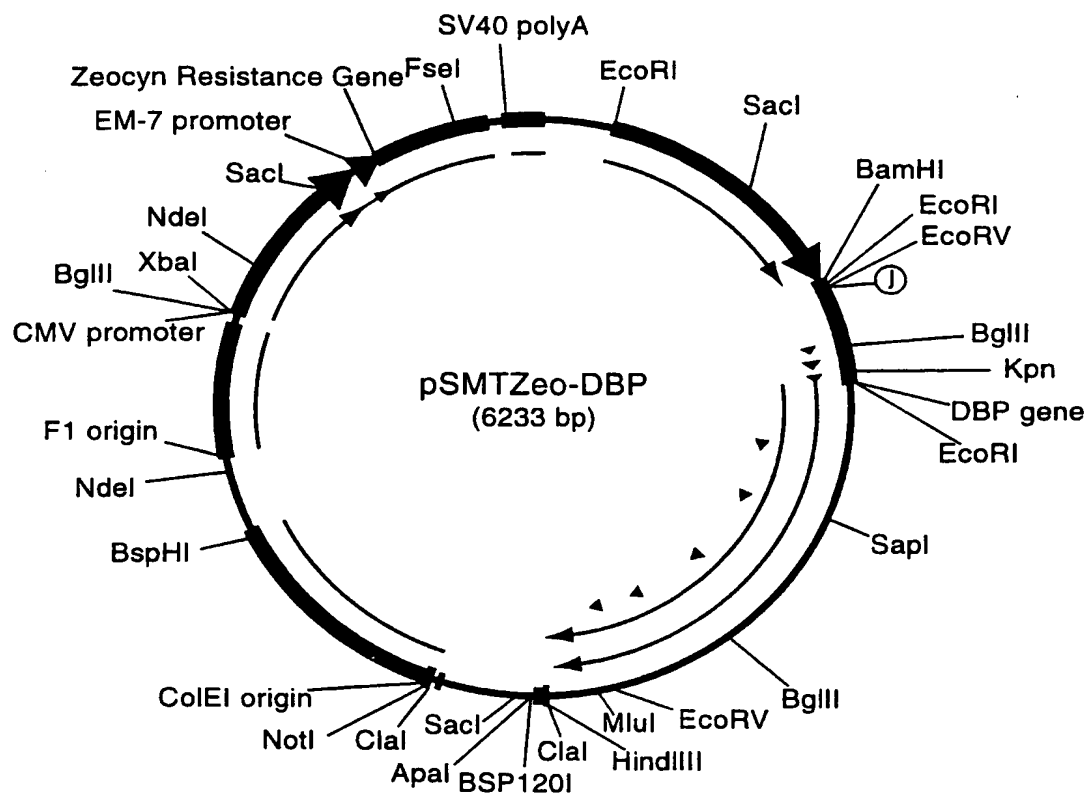 SV40 polyA
Zeocyn Resistance Gene
FseI
EcoRI
EM-7 promoter
SacI
SacI
BamHI
EcoRI
EcoRV
J
NdeI
XbaI
BglII
CMV promoter
BglII
Kpn
DBP gene
EcoRI
pSMTZeo-DBP
(6233 bp)
F1 origin
NdeI
BspHI
SapI
BglII
ColEI origin
NotI
ClaI
SacI
ApaI
BSP120I
ClaI
HindIIII
MluI
EcoRV